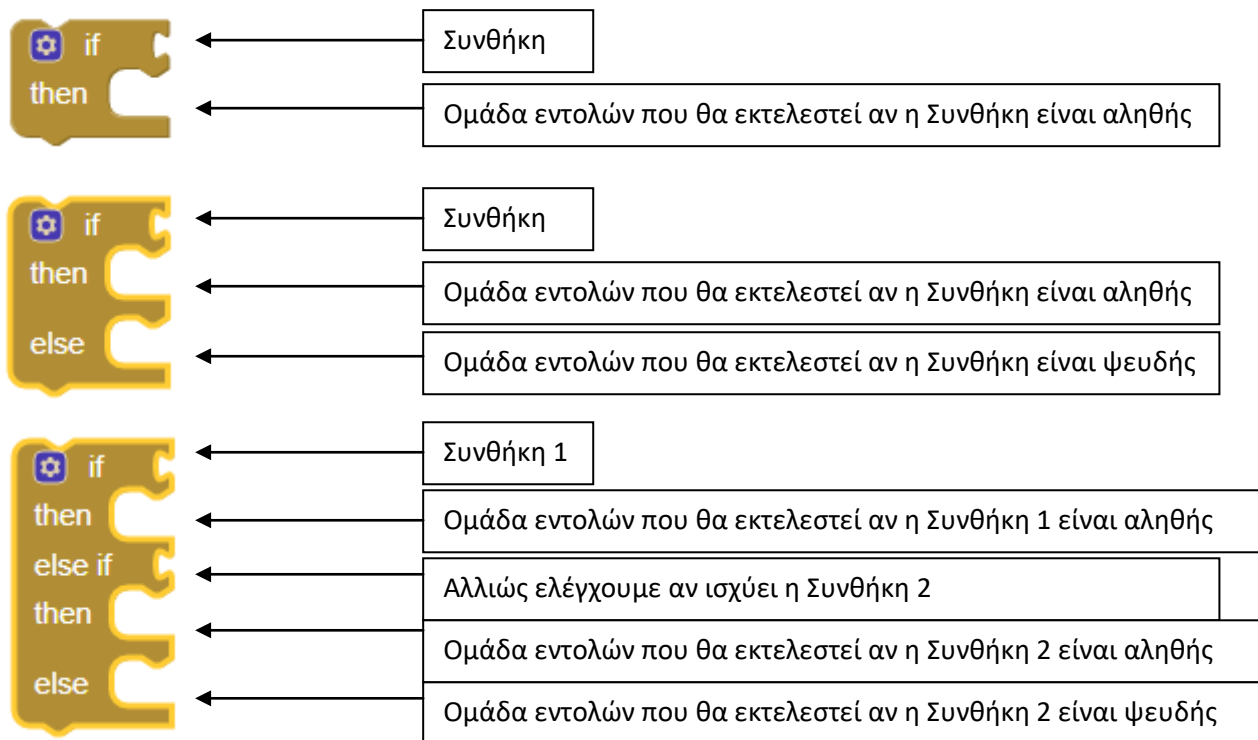 if
Συνθήκη
then
Ομάδα εντολών που θα εκτελεστεί αν η Συνθήκη είναι αληθής
if
Συνθήκη
then
Ομάδα εντολών που θα εκτελεστεί αν η Συνθήκη είναι αληθής
else
Ομάδα εντολών που θα εκτελεστεί αν η Συνθήκη είναι ψευδής
if
Συνθήκη 1
then
Ομάδα εντολών που θα εκτελεστεί αν η Συνθήκη 1 είναι αληθής
else if
Αλλιώς ελέγχουμε αν ισχύει η Συνθήκη 2
then
Ομάδα εντολών που θα εκτελεστεί αν η Συνθήκη 2 είναι αληθής
else
Ομάδα εντολών που θα εκτελεστεί αν η Συνθήκη 2 είναι ψευδής